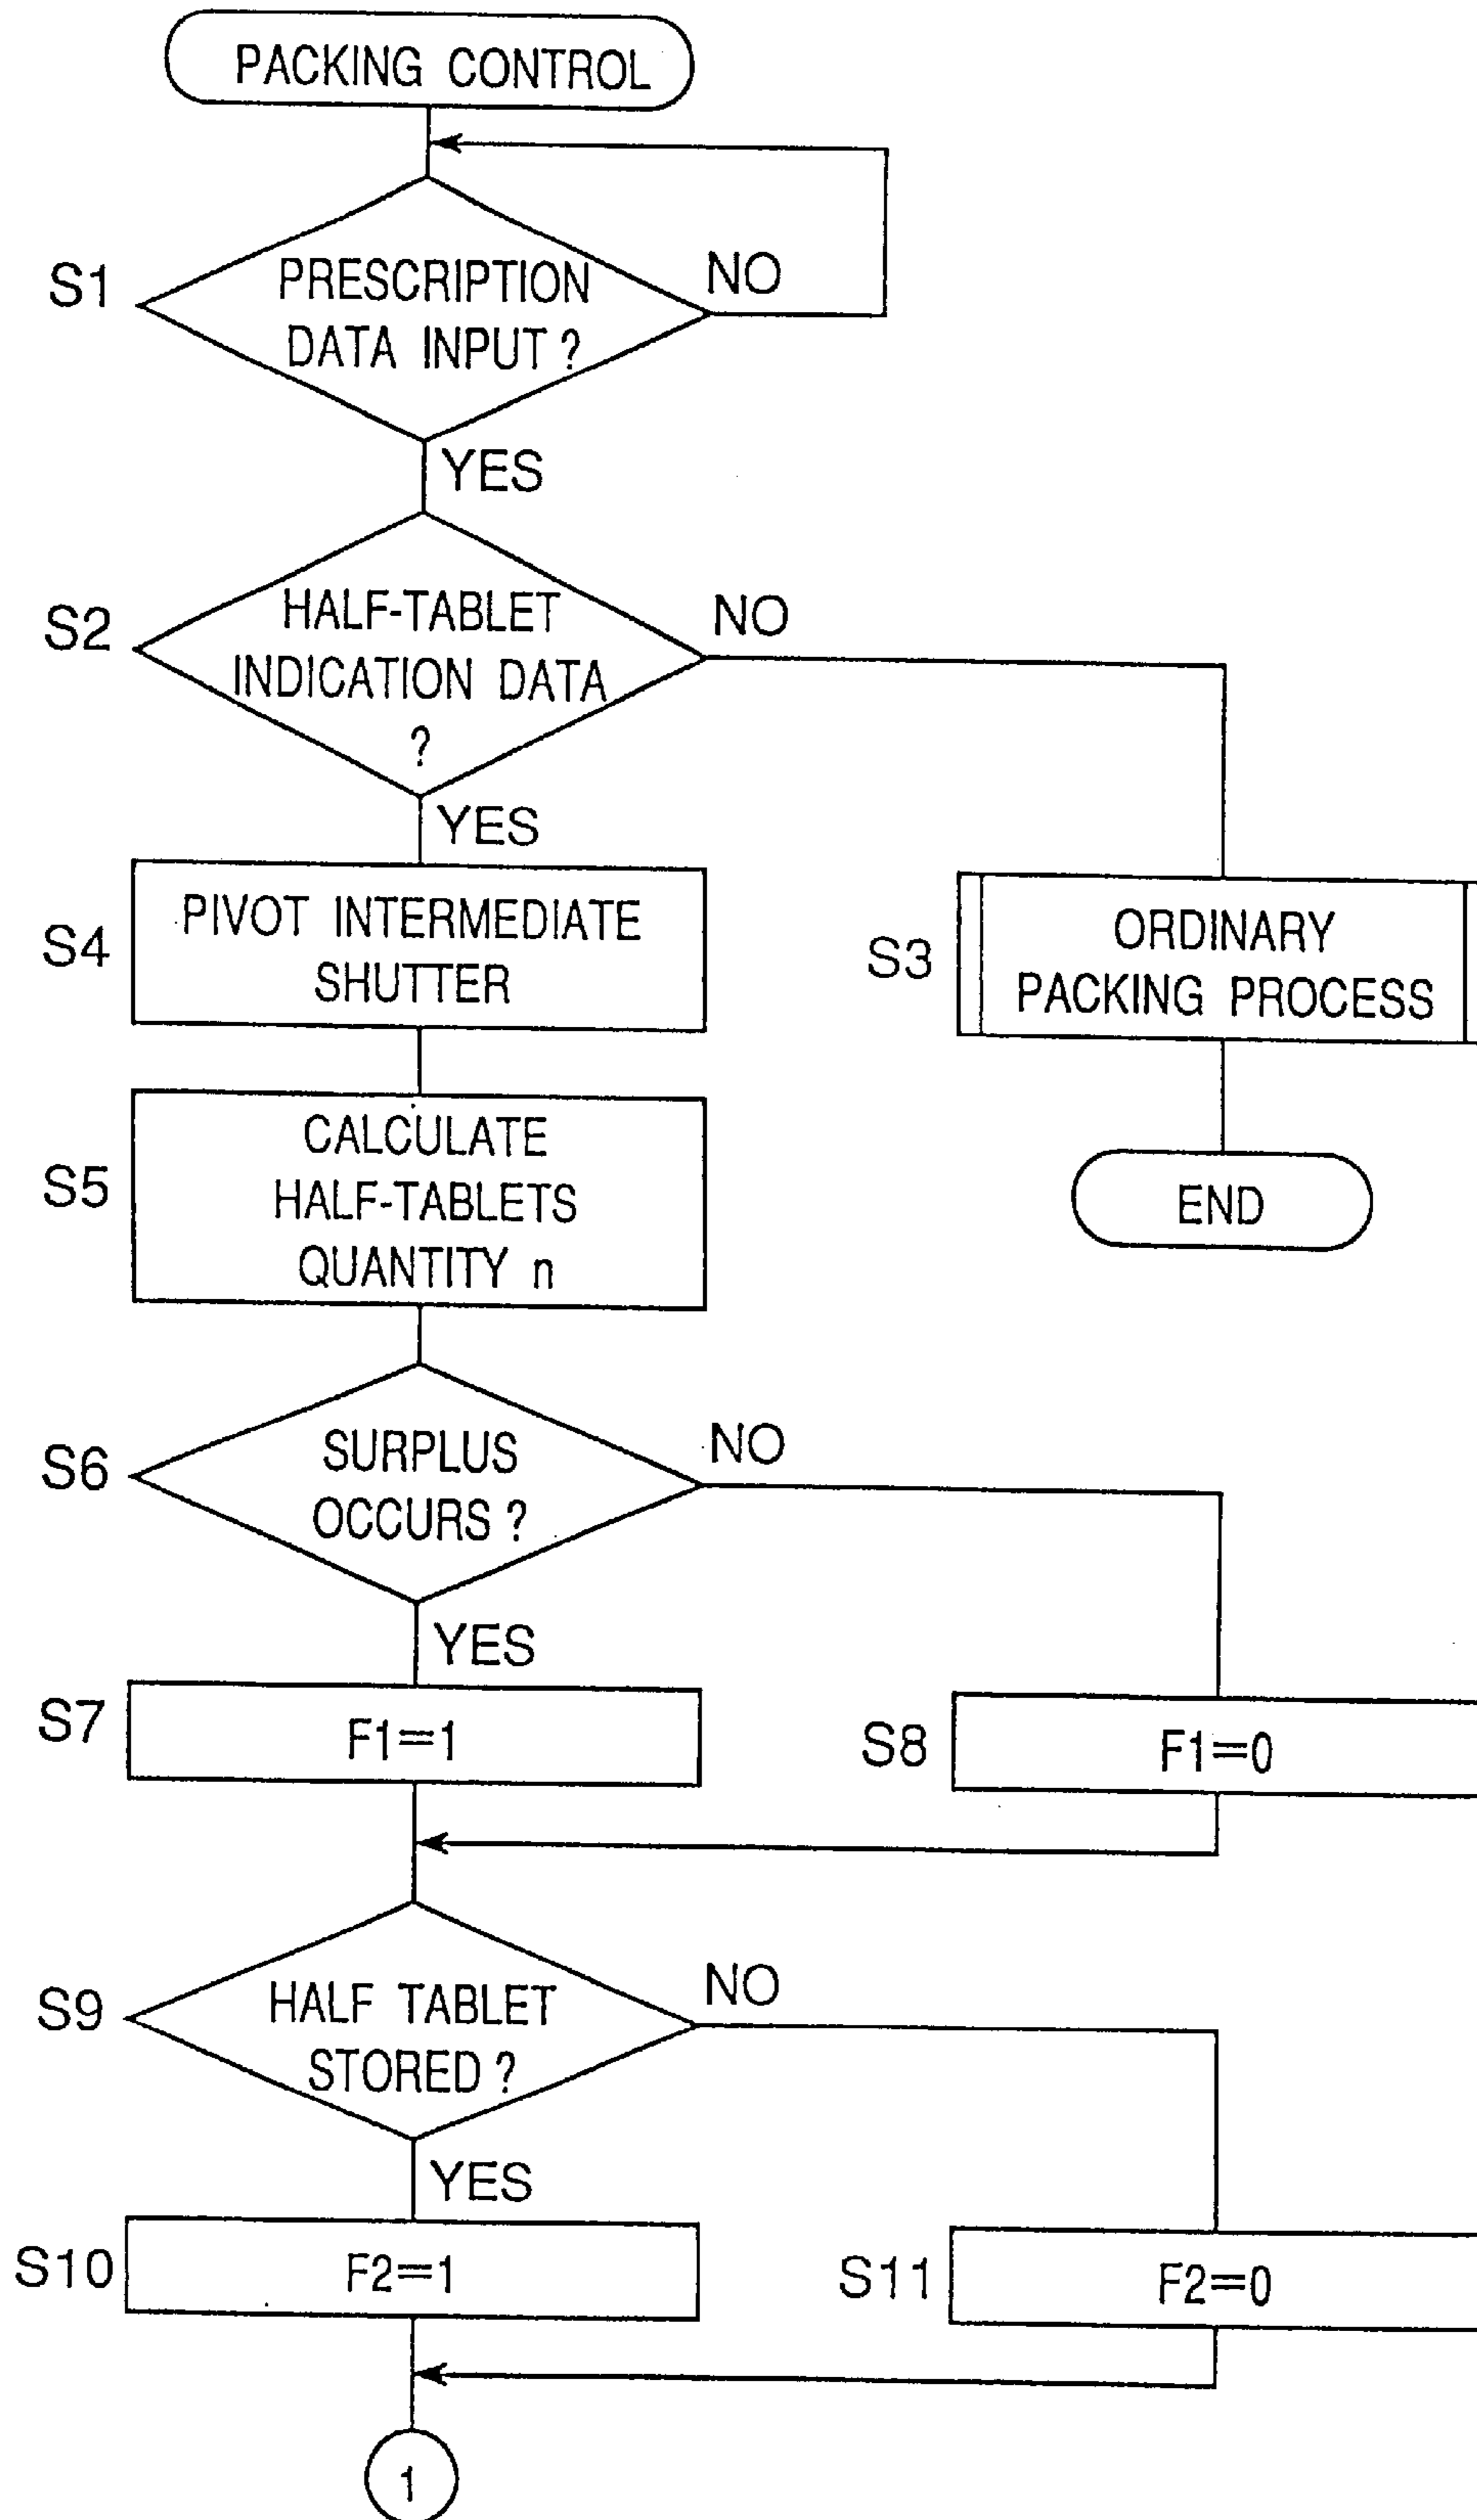 PACKING CONTROL
S1
PRESCRIPTION
DATA INPUT ?
NO
YES
S2
HALF-TABLET
INDICATION DATA
?
NO
YES
S4
PIVOT INTERMEDIATE
SHUTTER
S3
ORDINARY
PACKING PROCESS
S5
CALCULATE
HALF-TABLETS
QUANTITY n
END
S6
SURPLUS
OCCURS ?
NO
YES
S7
F1=1
S8
F1=0
S9
HALF TABLET
STORED ?
NO
YES
S10
F2=1
S11
F2=0
1